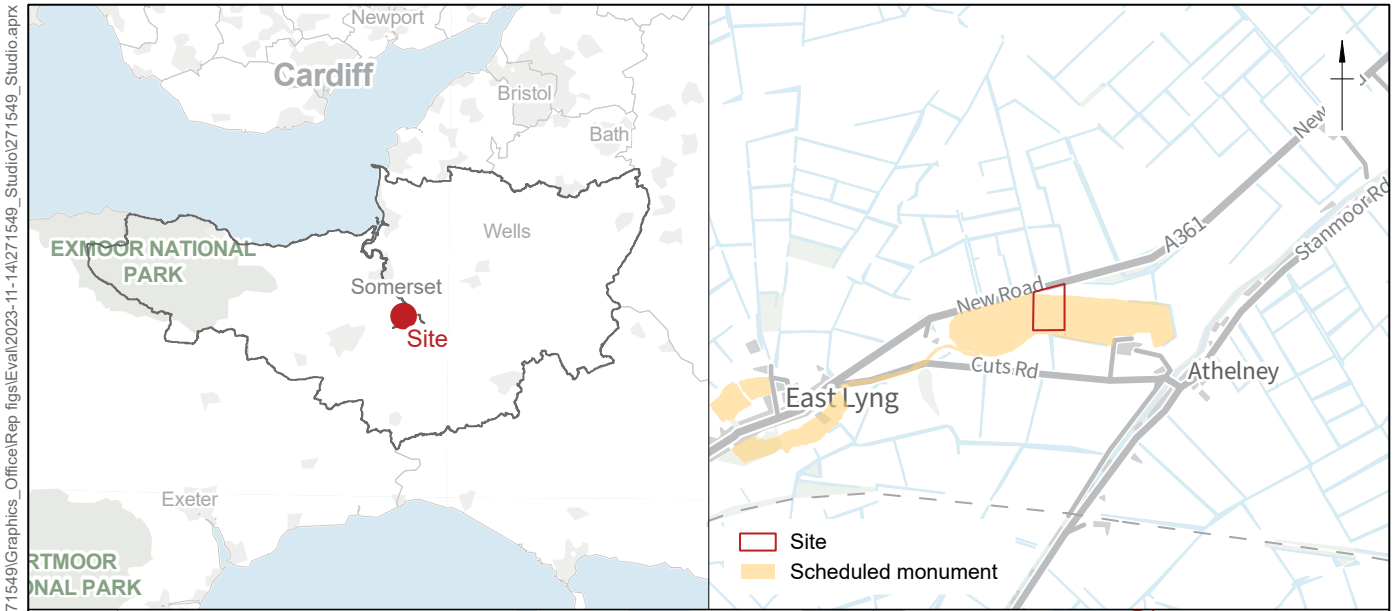 71549\Graphics_Office\Rep figs\Eval\2023-11-14\271549_Studio\271549_Studio.aprx
Newport
Cardiff
Bristol
Bath
Wells
EXMOOR NATIONAL
PARK
Somerset
Site
Exeter
RTMOOR
ONAL PARK
New
A361
Stanmoor Rd
New Road
Cuts Rd
Athelney
East Lyng
Site
Scheduled monument